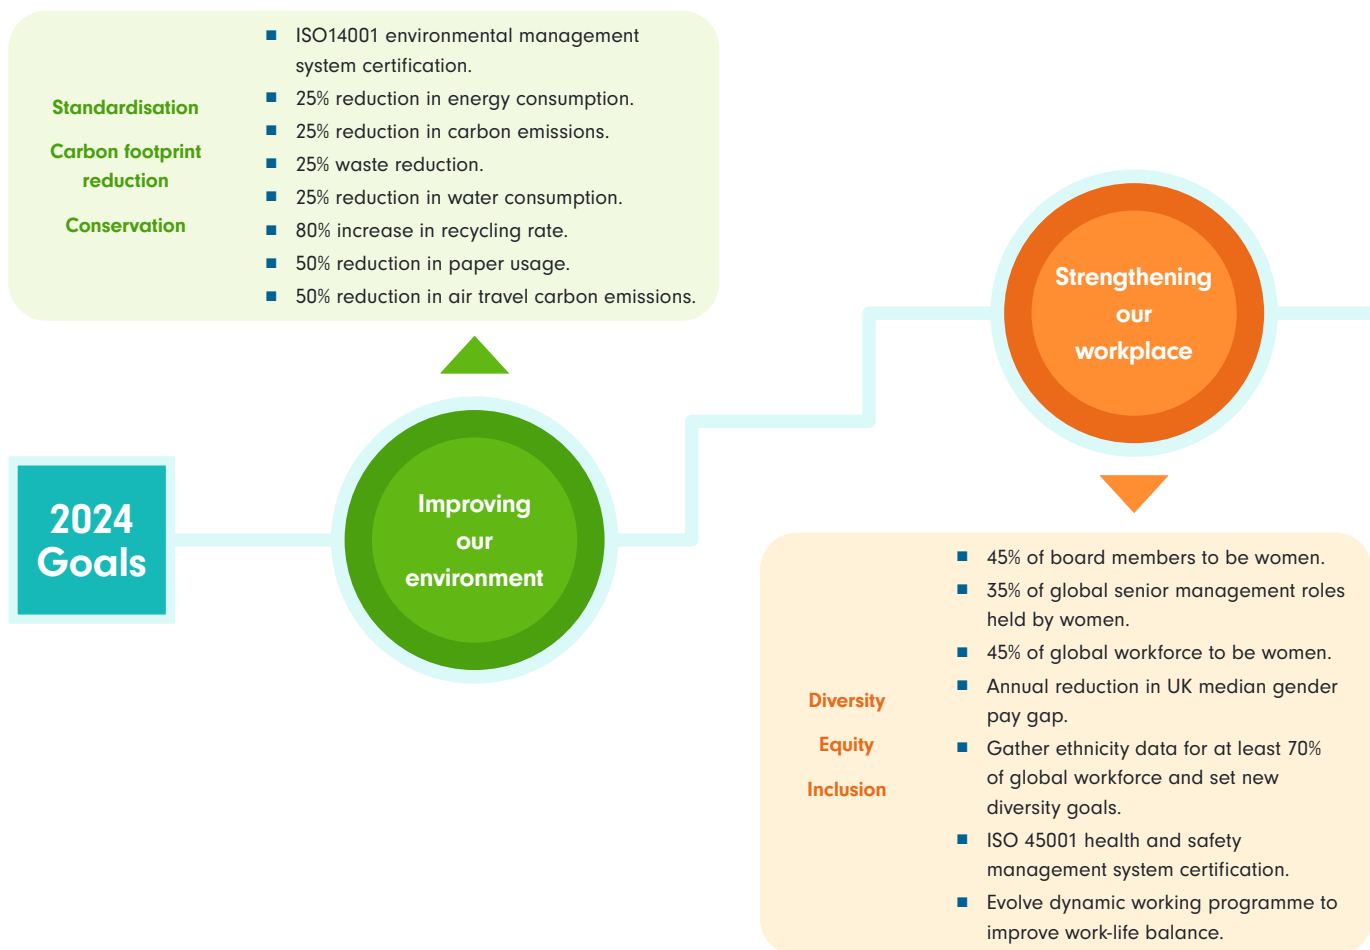 Standardisation
Carbon footprint
reduction
Conservation
ISO14001 environmental management
system certification.
25% reduction in energy consumption.
25% reduction in carbon emissions.
25% waste reduction.
25% reduction in water consumption.
80% increase in recycling rate.
50% reduction in paper usage.
50% reduction in air travel carbon emissions.
2024
Goals
Improving
our
environment
Strengthening
our
workplace
Diversity
Equity
Inclusion
45% of board members to be women.
35% of global senior management roles
held by women.
45% of global workforce to be women.
Annual reduction in UK median gender
pay gap.
Gather ethnicity data for at least 70%
of global workforce and set new
diversity goals.
ISO 45001 health and safety
management system certification.
Evolve dynamic working programme to
improve work-life balance.